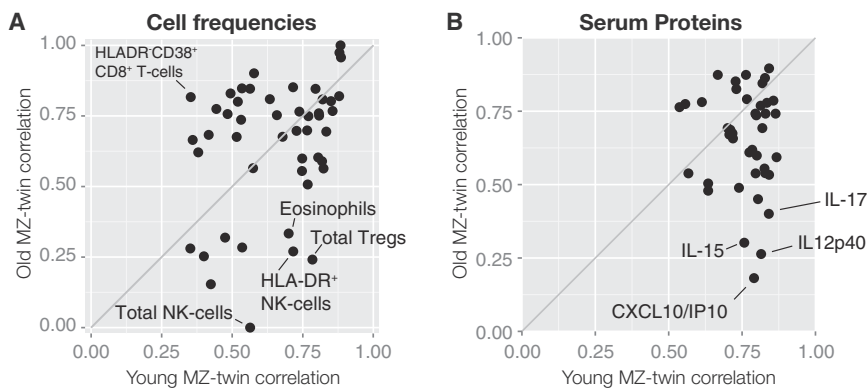 A
Cell frequencies
Old MZ-twin correlation
1.00
0.75
0.50
0.25
0.00
HLADR⁻CD38⁺
CD8⁺ T-cells
Eosinophils
Total Tregs
HLA-DR⁺
NK-cells
Total NK-cells
0.00 0.25 0.50 0.75 1.00
Young MZ-twin correlation
B
Serum Proteins
Old MZ-twin correlation
1.00
0.75
0.50
0.25
0.00
IL-17
IL-15
IL12p40
CXCL10/IP10
0.00 0.25 0.50 0.75 1.00
Young MZ-twin correlation